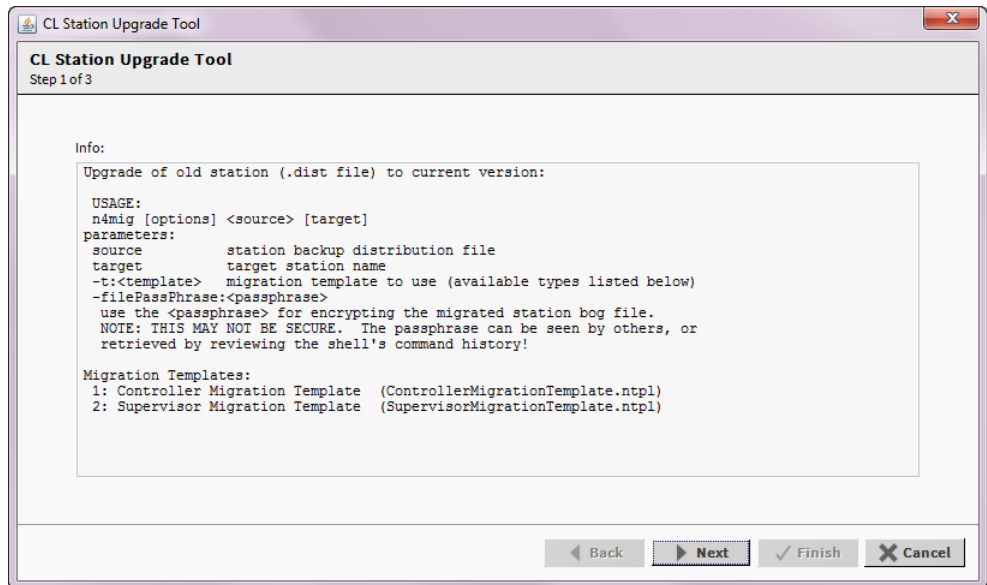 CL Station Upgrade Tool
CL Station Upgrade Tool
Step 1 of 3
Info:
Upgrade of old station (.dist file) to current version:
USAGE:
n4mig [options] <source> [target]
parameters:
source station backup distribution file
target target station name
-t:<template> migration template to use (available types listed below)
-filePassPhrase:<passphrase>
use the <passphrase> for encrypting the migrated station bog file.
NOTE: THIS MAY NOT BE SECURE. The passphrase can be seen by others, or
retrieved by reviewing the shell's command history!
Migration Templates:
1: Controller Migration Template (ControllerMigrationTemplate.ntpl)
2: Supervisor Migration Template (SupervisorMigrationTemplate.ntpl)
Back Next Finish Cancel